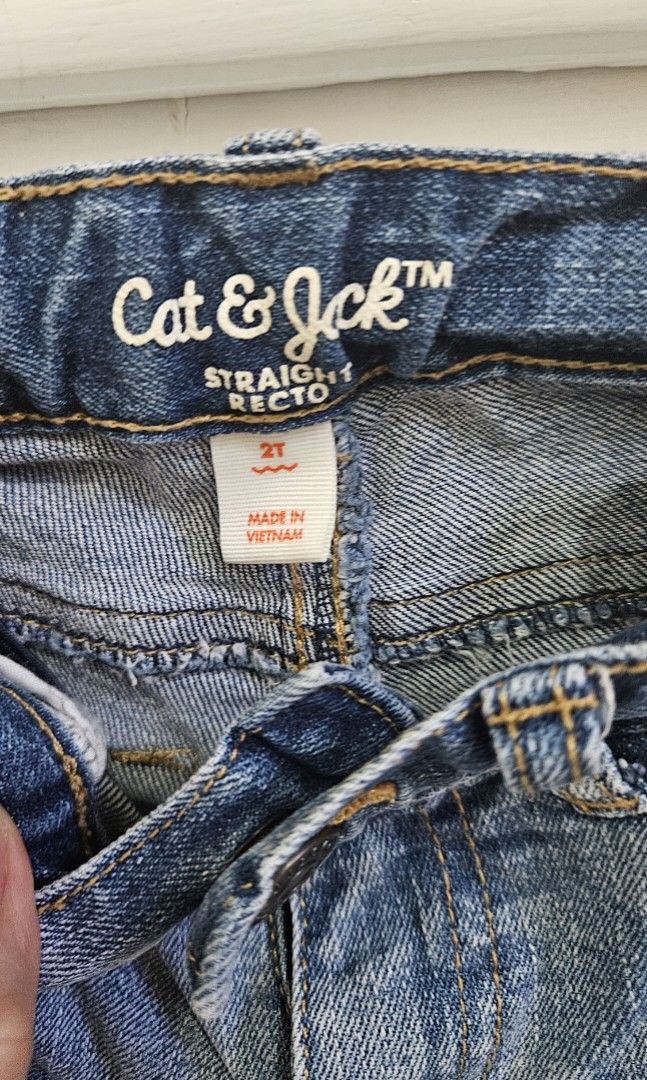 Cat & Jack™
STRAIGHT
RECTO
2T
MADE IN
VIETNAM